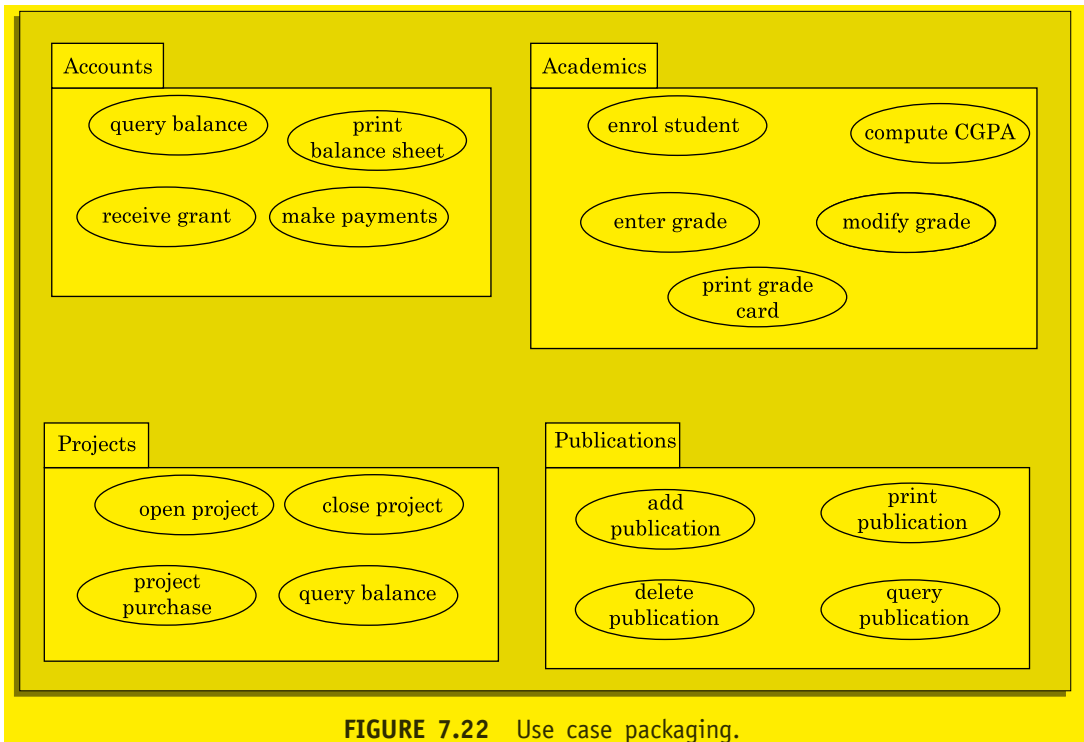 Accounts
query balance
print
balance sheet
receive grant
make payments
Academics
enrol student
compute CGPA
enter grade
modify grade
print grade
card
Projects
open project
close project
project
purchase
query balance
Publications
add
publication
print
publication
delete
publication
query
publication
FIGURE 7.22 Use case packaging.